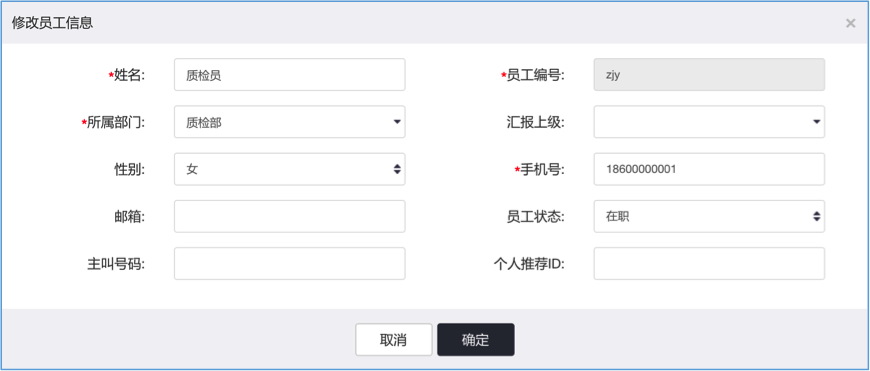 修改员工信息 ×
*姓名: 质检员 *员工编号: zjy
*所属部门: 质检部 汇报上级:
性别: 女 *手机号: 18600000001
邮箱: 员工状态: 在职
主叫号码: 个人推荐ID:
取消 确定